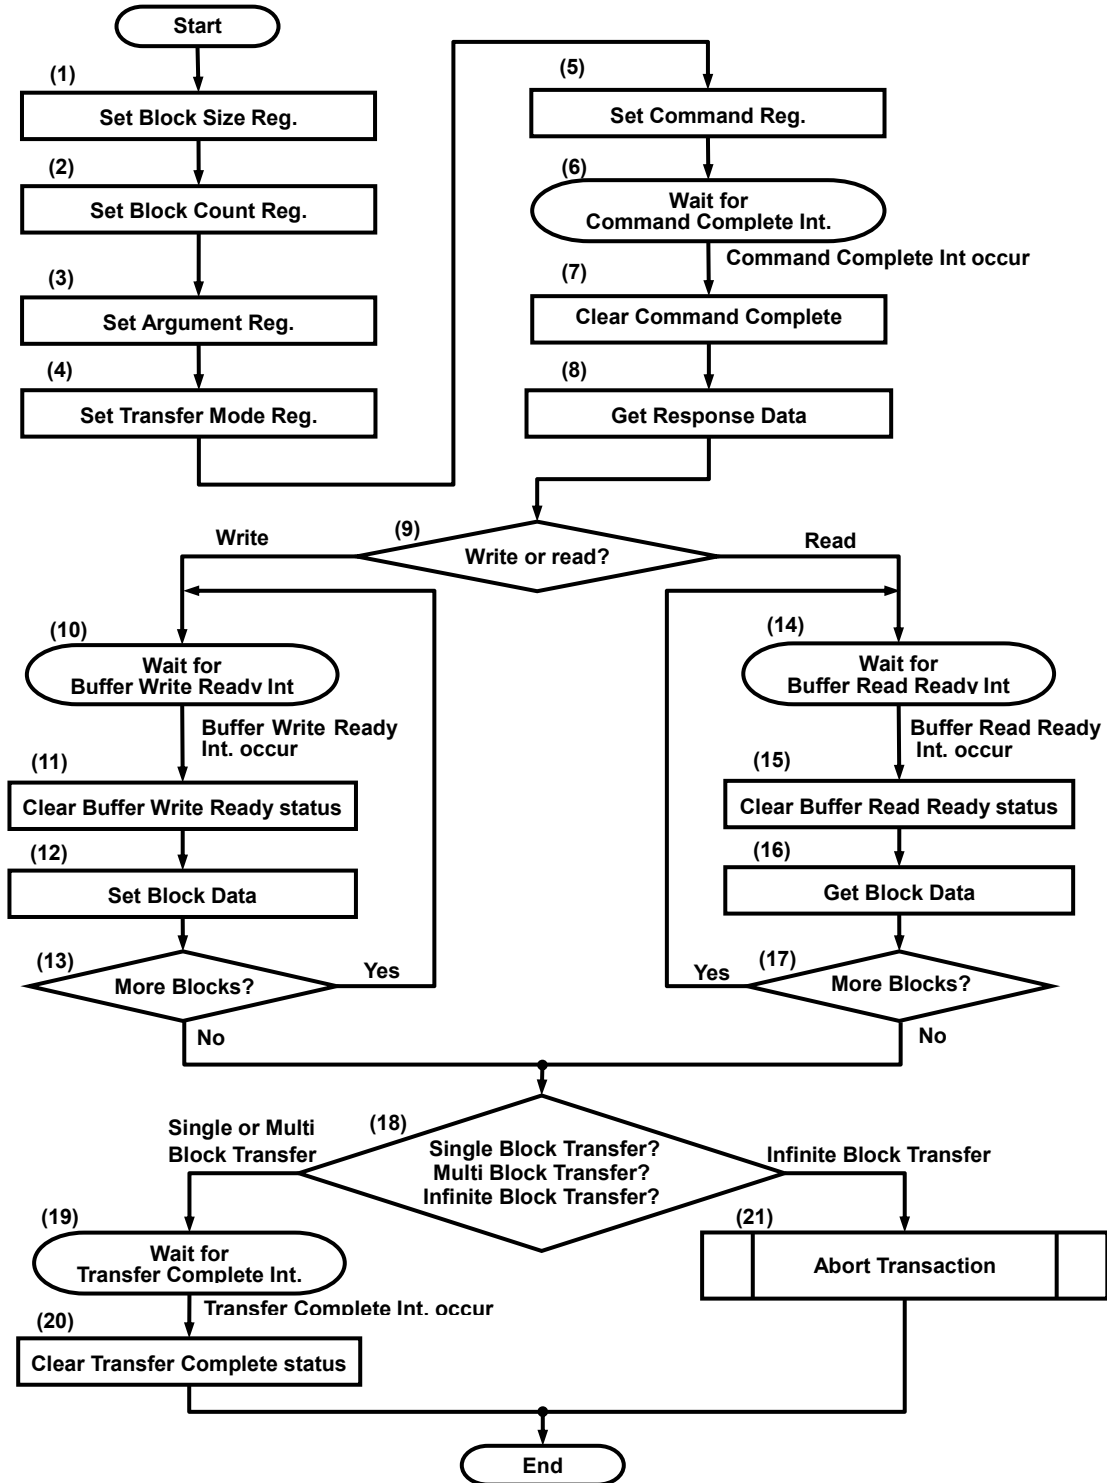 Start
(1)
Set Block Size Reg.
(2)
Set Block Count Reg.
(3)
Set Argument Reg.
(4)
Set Transfer Mode Reg.
(5)
Set Command Reg.
(6)
Wait for
Command Complete Int.
Command Complete Int occur
(7)
Clear Command Complete
(8)
Get Response Data
(9)
Write or read?
Write
Read
(10)
Wait for
Buffer Write Ready Int
Buffer Write Ready
Int. occur
(11)
Clear Buffer Write Ready status
(12)
Set Block Data
(13)
More Blocks?
Yes
No
(14)
Wait for
Buffer Read Ready Int
Buffer Read Ready
Int. occur
(15)
Clear Buffer Read Ready status
(16)
Get Block Data
(17)
More Blocks?
Yes
No
(18)
Single Block Transfer?
Multi Block Transfer?
Infinite Block Transfer?
Single or Multi
Block Transfer
Infinite Block Transfer
(19)
Wait for
Transfer Complete Int.
Transfer Complete Int. occur
(20)
Clear Transfer Complete status
(21)
Abort Transaction
End